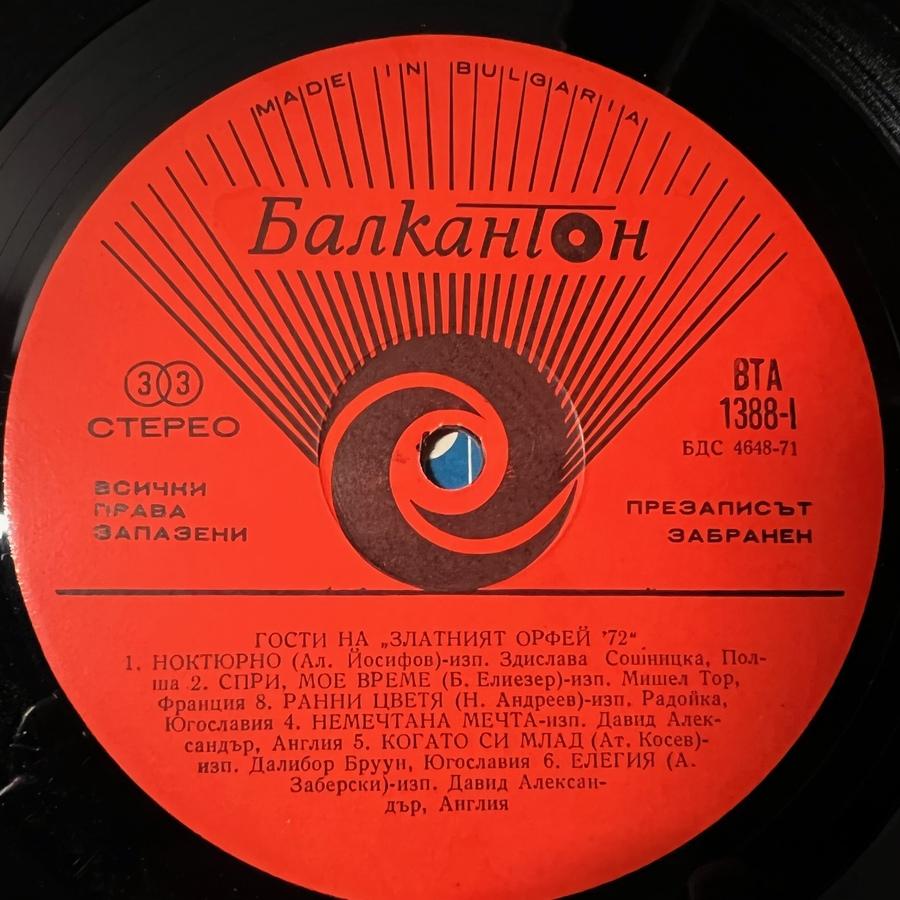 MADE IN BULGARIA
Балкантон
33
СТЕРЕО
ВТА
1388-I
БДС 4648-71
ВСИЧКИ
ПРАВА
ЗАПАЗЕНИ
ПРЕЗАПИСЪТ
ЗАБРАНЕН
ГОСТИ НА „ЗЛАТНИЯТ ОРФЕЙ '72“
1. НОКТЮРНО (Ал. Йосифов)-изп. Здислава Сошницка, Пол-
ша 2. СПРИ, МОЕ ВРЕМЕ (Б. Елиезер)-изп. Мишел Тор,
Франция 8. РАННИ ЦВЕТЯ (Н. Андреев)-изп. Радойка,
Югославия 4. НЕМЕЧТАНА МЕЧТА-изп. Давид Алек-
сандър, Англия 5. КОГАТО СИ МЛАД (Ат. Косев)-
изп. Далибор Бруун, Югославия 6. ЕЛЕГИЯ (А.
Заберски)-изп. Давид Алексан-
дър, Англия